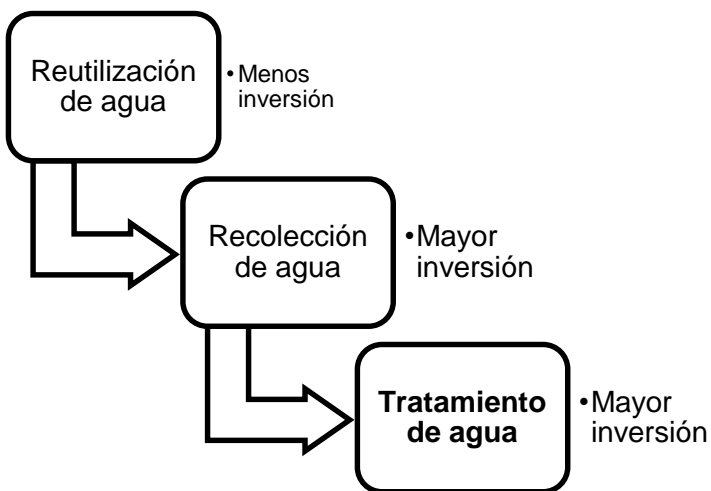 Reutilización
de agua
•Menos
inversión
Recolección
de agua
•Mayor
inversión
Tratamiento
de agua
•Mayor
inversión